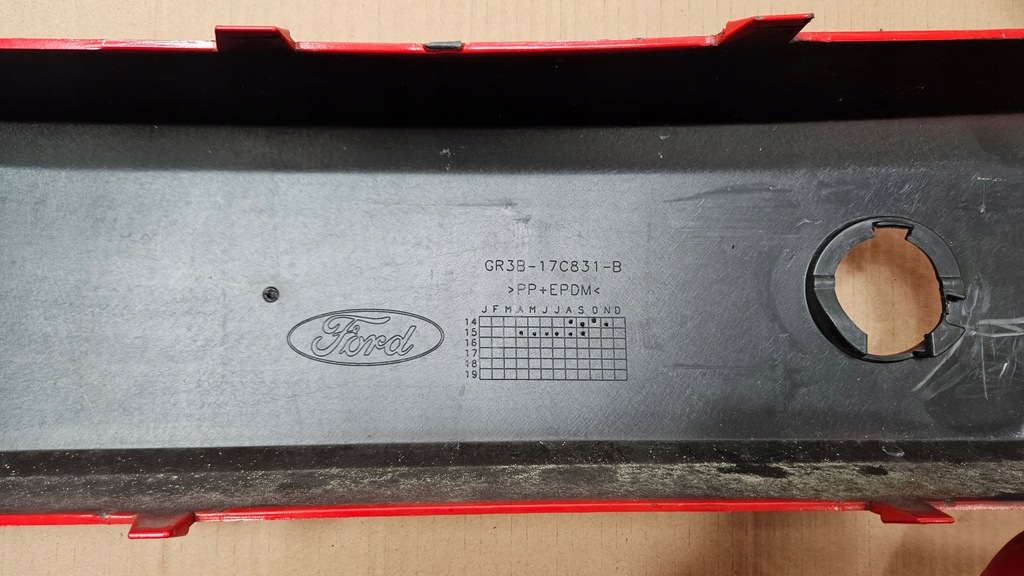 GR3B-17C831-B
>PP+EPDM<
J F M A M J J A S O N D
14
15
16
17
18
19
Ford